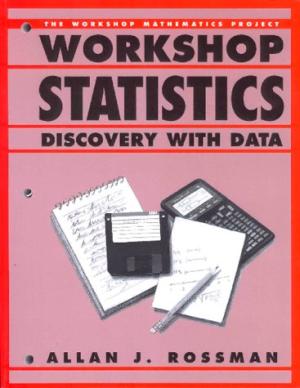 THE WORKSHOP MATHEMATICS PROJECT
WORKSHOP
STATISTICS
DISCOVERY WITH DATA
ALLAN J. ROSSMAN